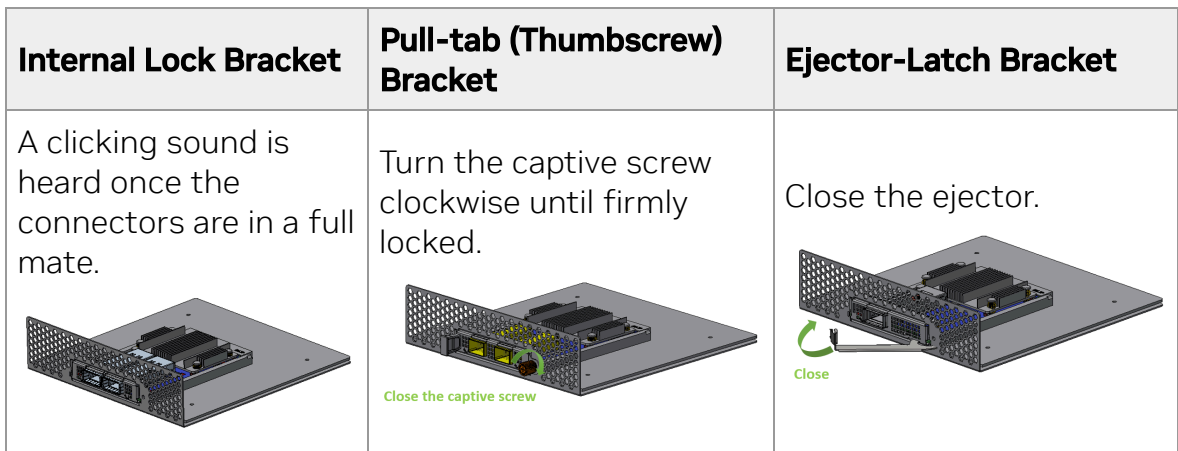 Internal Lock Bracket
Pull-tab (Thumbscrew)
Bracket
Ejector-Latch Bracket
A clicking sound is
heard once the
connectors are in a full
mate.
Turn the captive screw
clockwise until firmly
locked.
Close the captive screw
Close the ejector.
Close